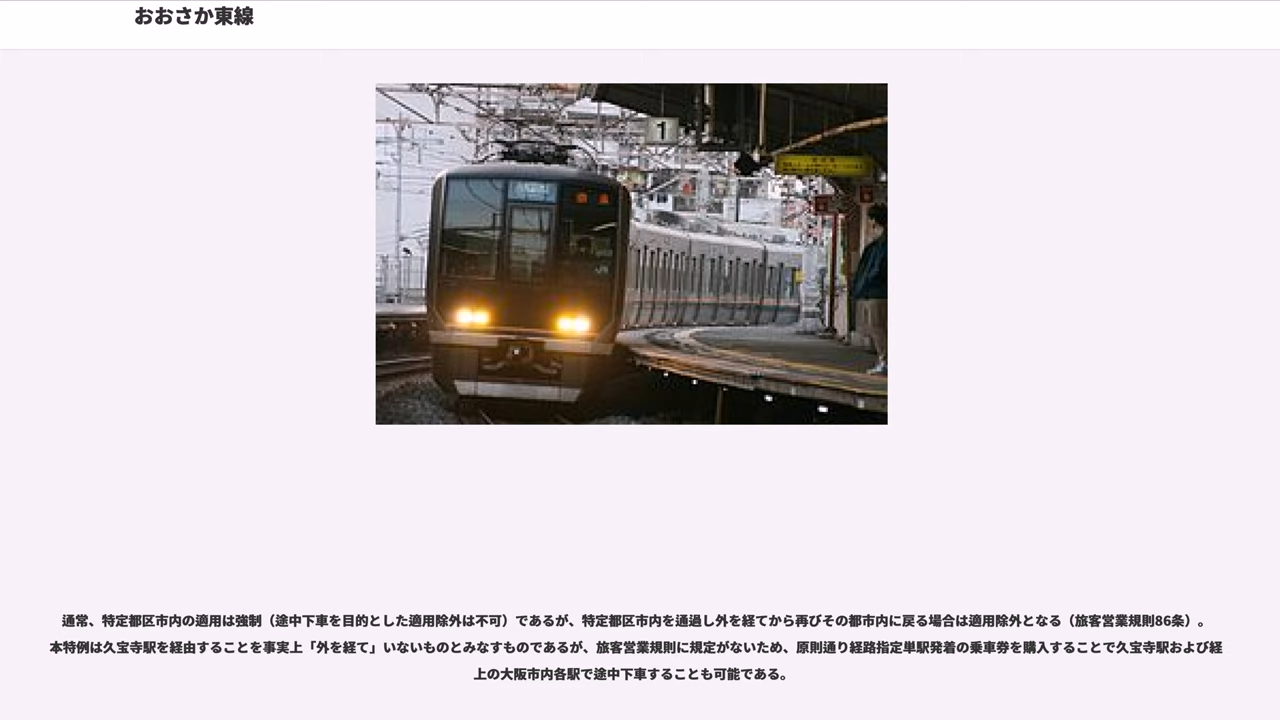 おおさか東線
1
通常、特定都区市内の適用は強制（途中下車を目的とした適用除外は不可）であるが、特定都区市内を通過し外を経てから再びその都市内に戻る場合は適用除外となる（旅客営業規則86条）。
本特例は久宝寺駅を経由することを事実上「外を経て」いないものとみなすものであるが、旅客営業規則に規定がないため、原則通り経路指定単駅発着の乗車券を購入することで久宝寺駅および経
上の大阪市内各駅で途中下車することも可能である。